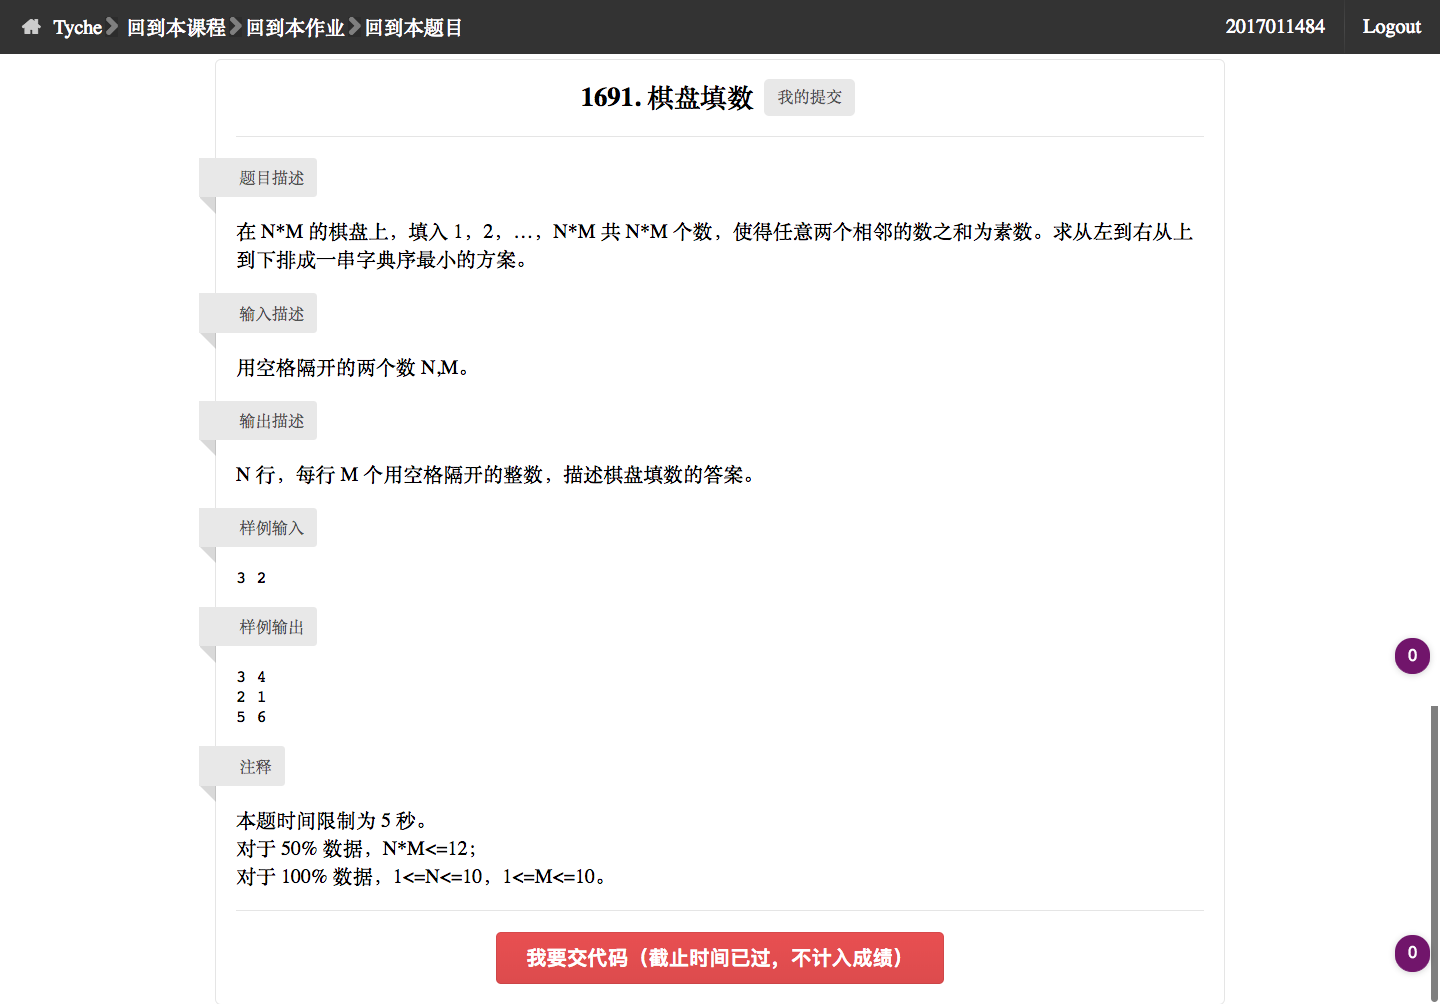 Tyche 回到本课程 回到本作业 回到本题目 2017011484 Logout
1691. 棋盘填数 我的提交
题目描述
在 N*M 的棋盘上，填入 1，2，…，N*M 共 N*M 个数，使得任意两个相邻的数之和为素数。求从左到右从上
到下排成一串字典序最小的方案。
输入描述
用空格隔开的两个数 N,M。
输出描述
N 行，每行 M 个用空格隔开的整数，描述棋盘填数的答案。
样例输入
3 2
样例输出
3 4
2 1
5 6
注释
本题时间限制为 5 秒。
对于 50% 数据，N*M<=12；
对于 100% 数据，1<=N<=10，1<=M<=10。
我要交代码（截止时间已过，不计入成绩）
0
0